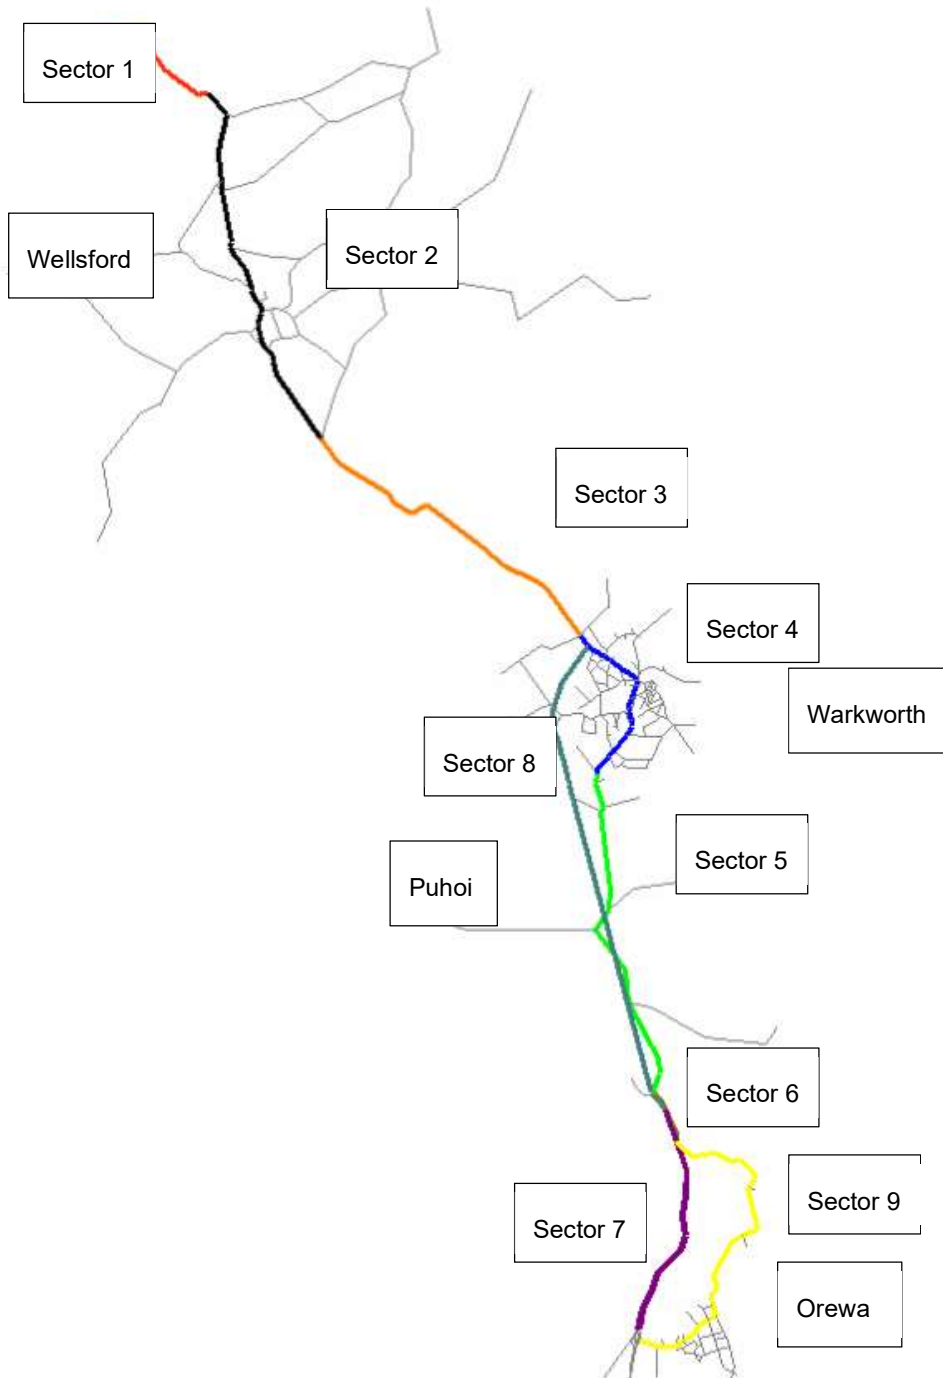 Sector 1
Wellsford
Sector 2
Sector 3
Sector 4
Warkworth
Sector 8
Sector 5
Puhoi
Sector 6
Sector 9
Sector 7
Orewa